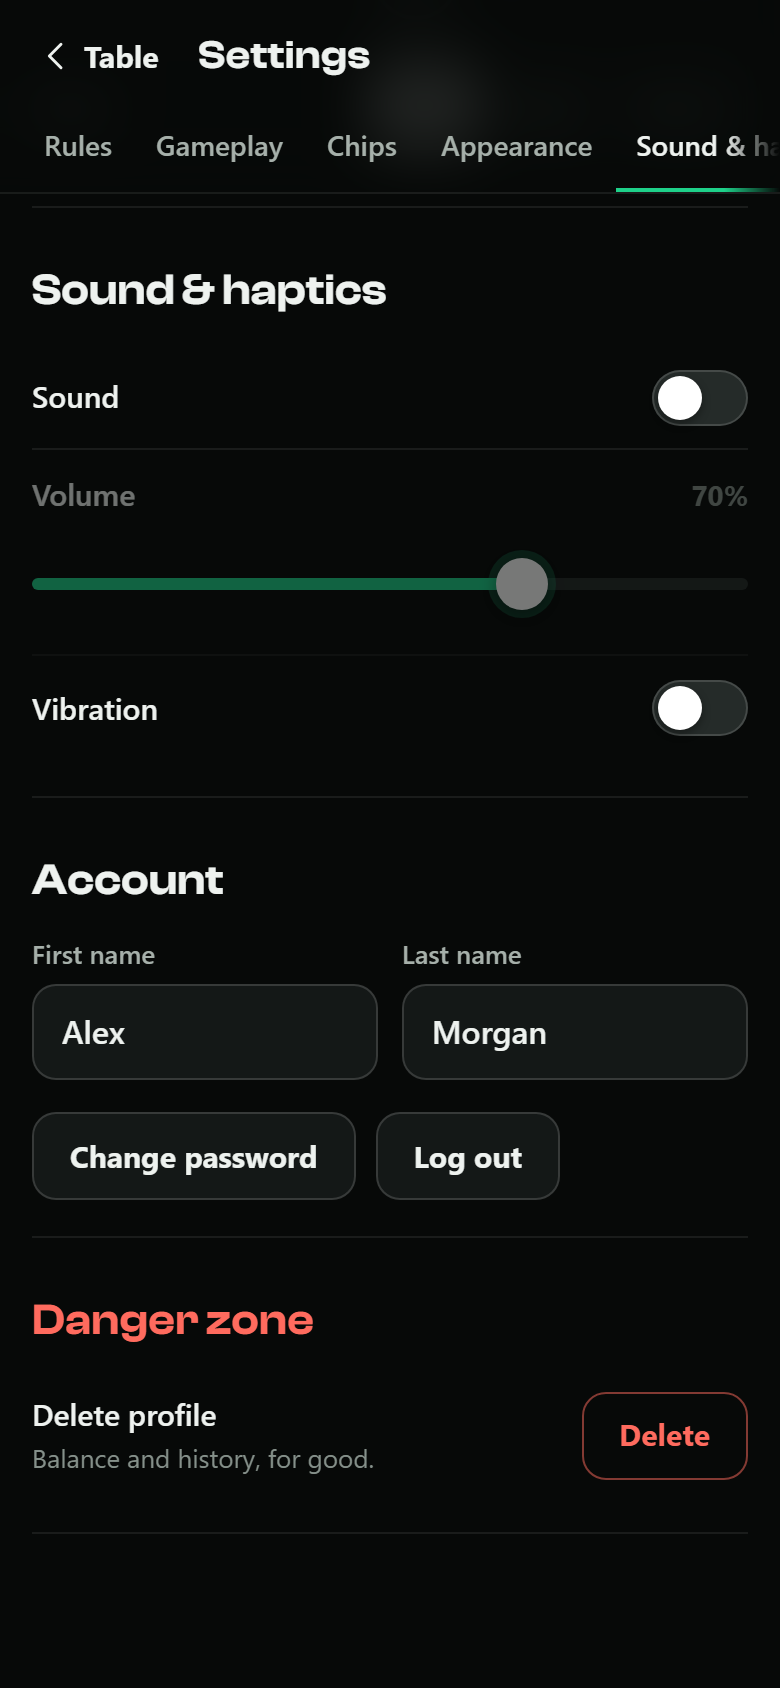 Table Settings
Rules Gameplay Chips Appearance Sound & ha
Sound & haptics
Sound
Volume 70%
Vibration
Account
First name Last name
Alex Morgan
Change password Log out
Danger zone
Delete profile
Balance and history, for good.
Delete